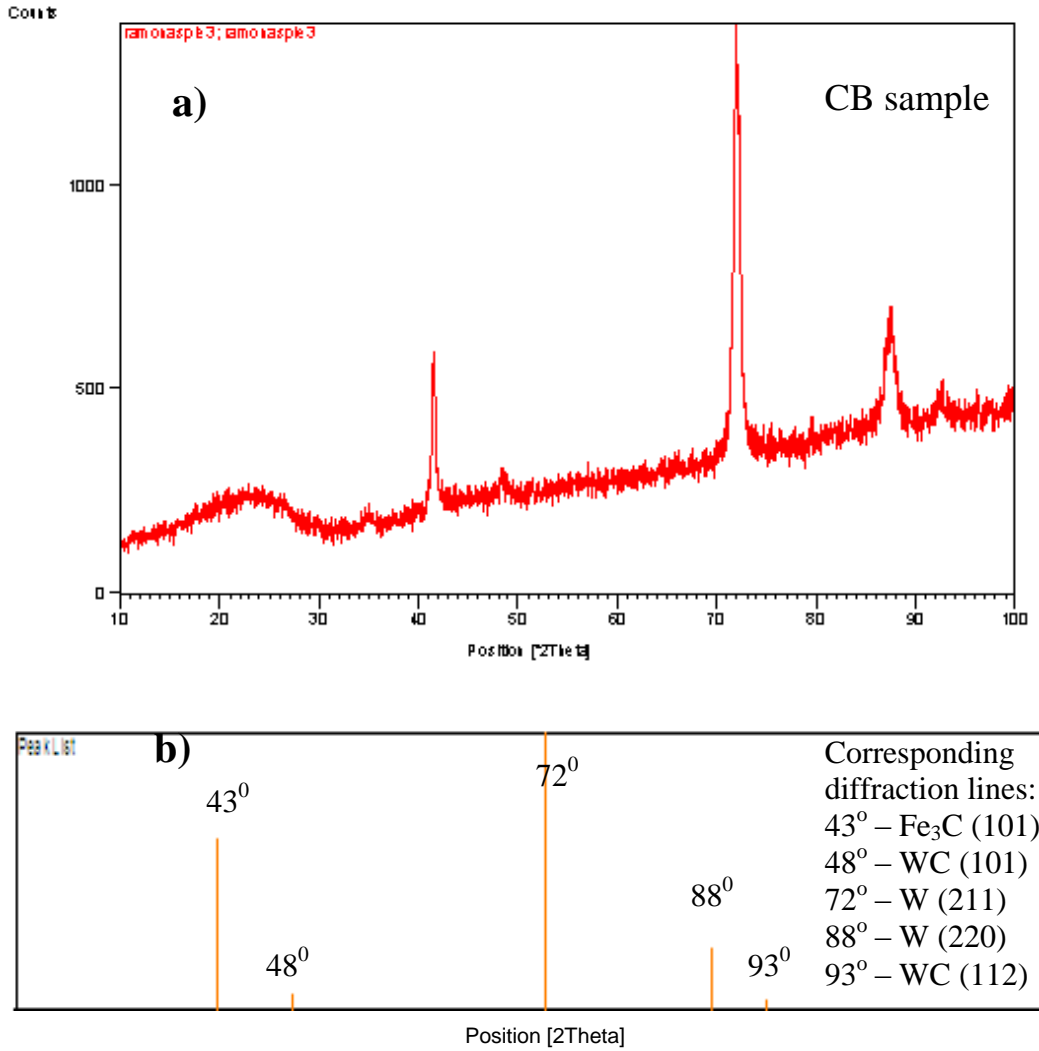 Counts
ramonasple3; ramonasple3
a)
CB sample
1000
500
0
10 20 30 40 50 60 70 80 90 100
Position [°2Theta]
Peak List
b)
43⁰
48⁰
72⁰
88⁰
93⁰
Corresponding
diffraction lines:
43° – Fe₃C (101)
48° – WC (101)
72° – W (211)
88° – W (220)
93° – WC (112)
Position [2Theta]